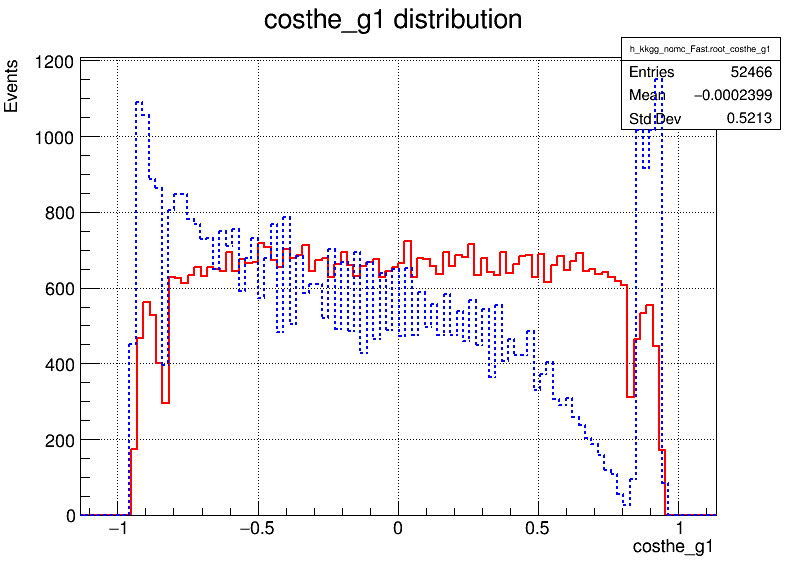 costhe_g1 distribution
h_kkgg_nomc_Fast.root_costhe_g1
Entries 52466
Mean −0.0002399
Std Dev 0.5213
Events
1200
1000
800
600
400
200
0
−1 −0.5 0 0.5 1
costhe_g1